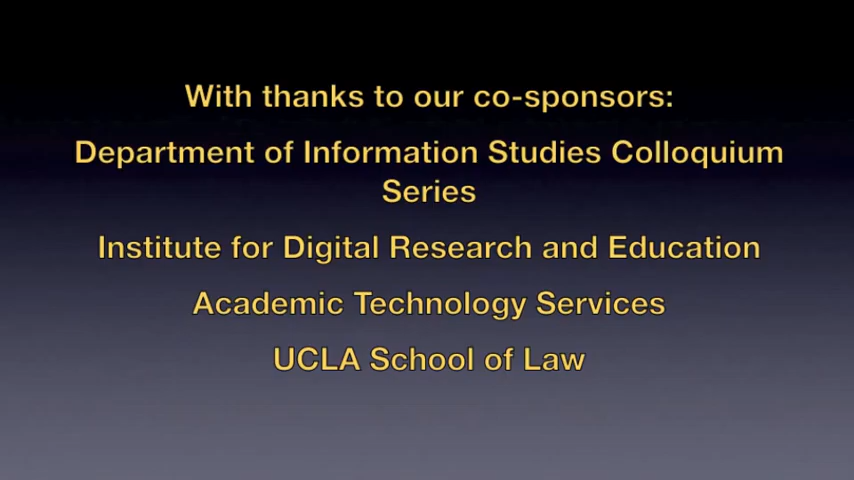 With thanks to our co-sponsors:
Department of Information Studies Colloquium
Series
Institute for Digital Research and Education
Academic Technology Services
UCLA School of Law